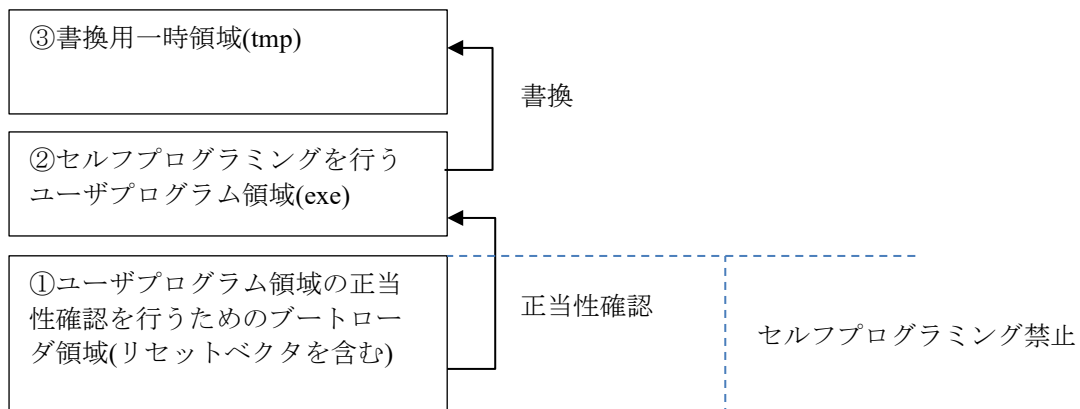 ③書換用一時領域(tmp)
書換
②セルフプログラミングを行う
ユーザプログラム領域(exe)
①ユーザプログラム領域の正当
性確認を行うためのブートロー
ダ領域(リセットベクタを含む)
正当性確認
セルフプログラミング禁止